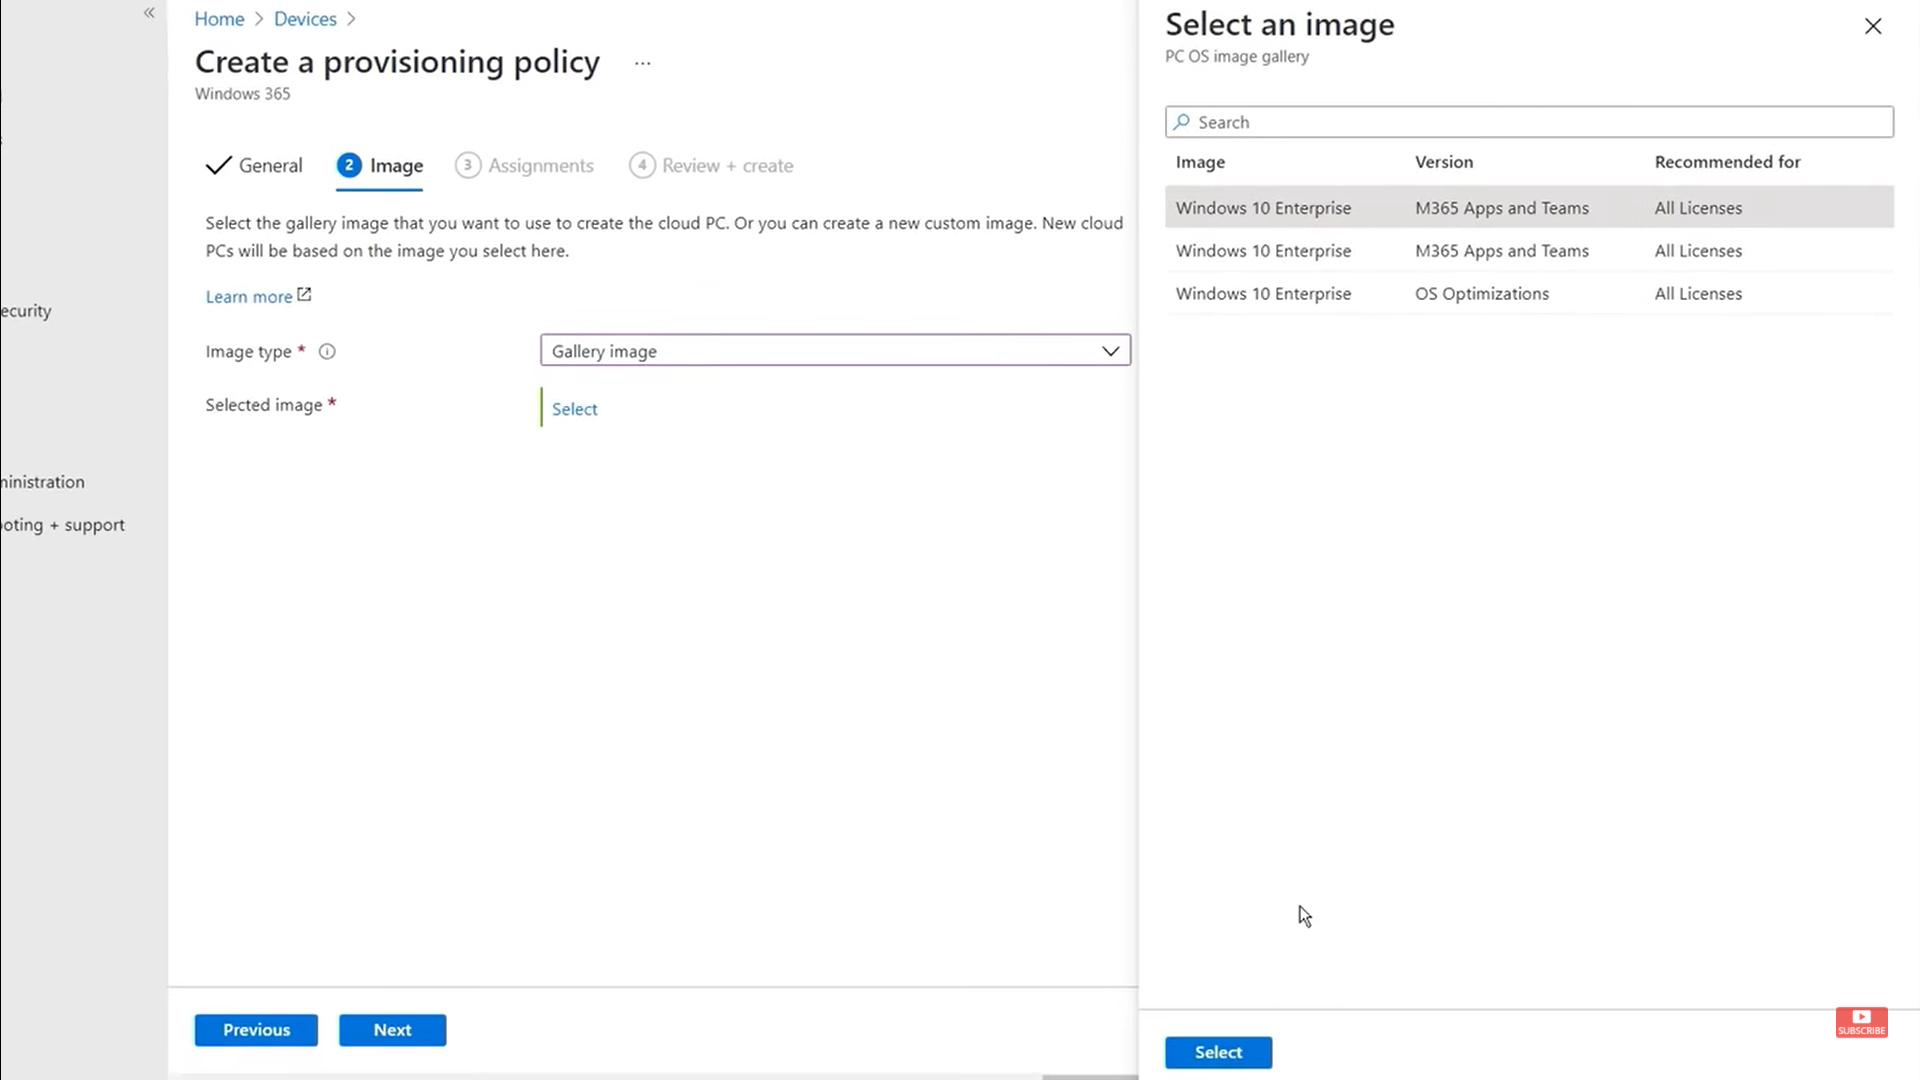 Home > Devices >
Create a provisioning policy ...
Windows 365
General
2 Image
3 Assignments
4 Review + create
Select the gallery image that you want to use to create the cloud PC. Or you can create a new custom image. New cloud
PCs will be based on the image you select here.
Learn more
Image type *
Gallery image
Selected image *
Select
Previous
Next
ecurity
ministration
ooting + support
Select an image
PC OS image gallery
Search
Image Version Recommended for
Windows 10 Enterprise M365 Apps and Teams All Licenses
Windows 10 Enterprise M365 Apps and Teams All Licenses
Windows 10 Enterprise OS Optimizations All Licenses
Select
SUBSCRIBE